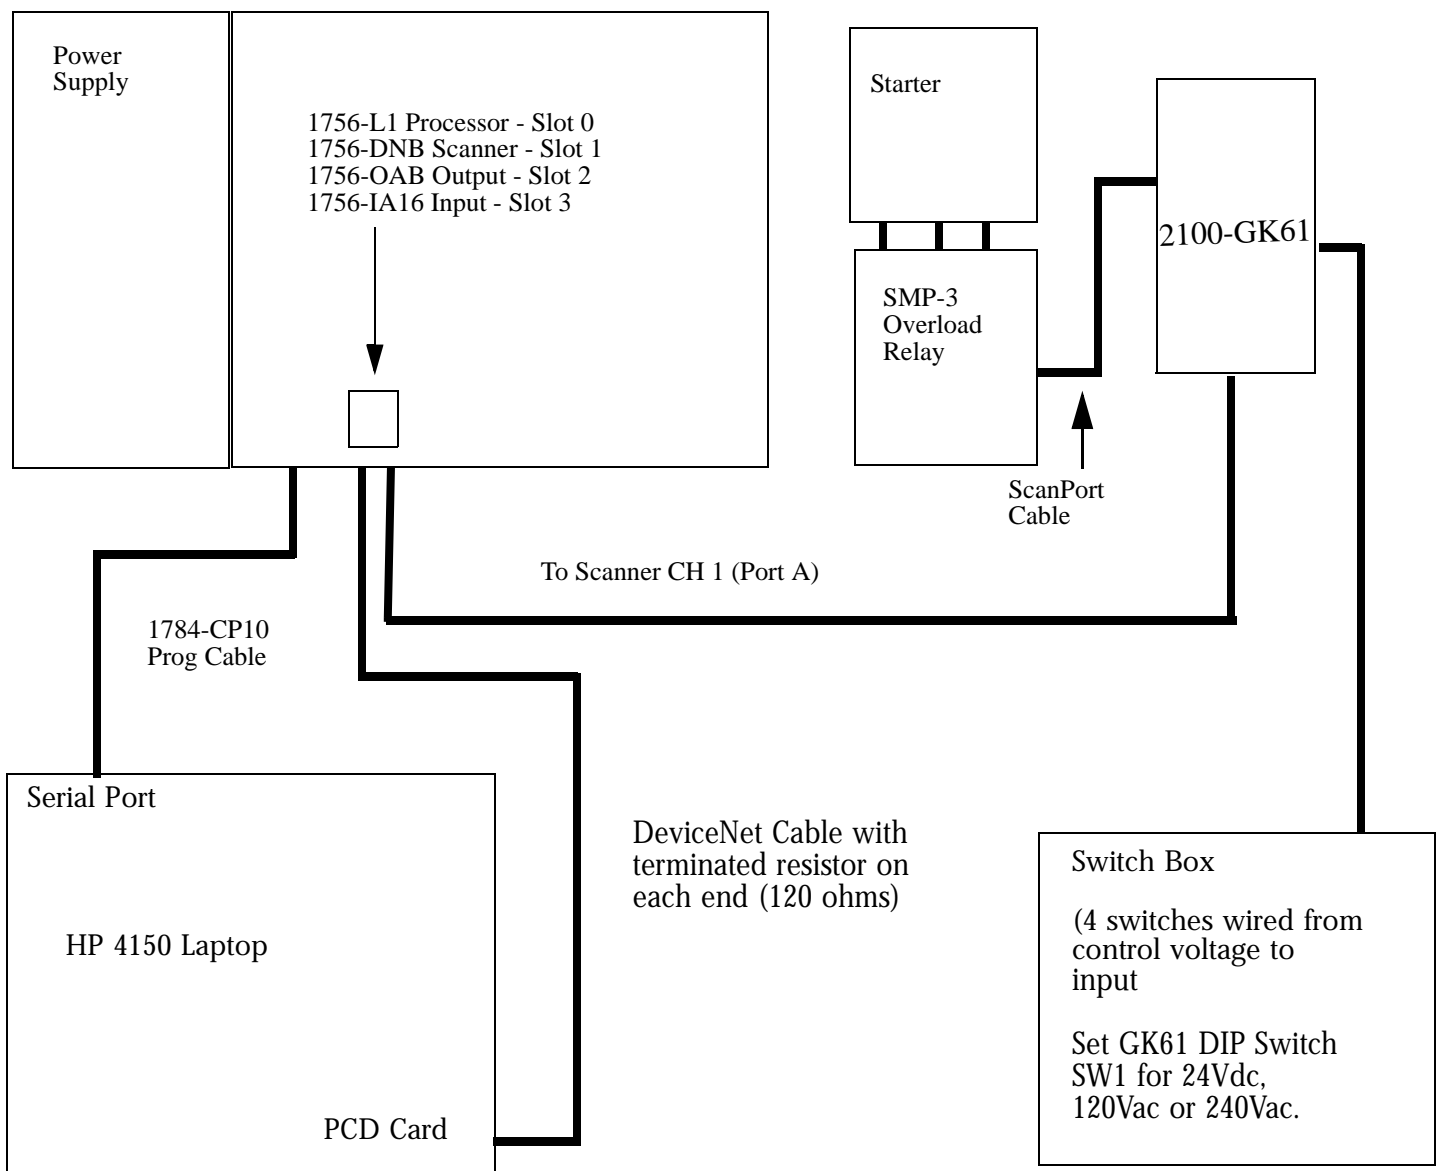 Power
Supply
1756-L1 Processor - Slot 0
1756-DNB Scanner - Slot 1
1756-OAB Output - Slot 2
1756-IA16 Input - Slot 3
Starter
2100-GK61
SMP-3
Overload
Relay
ScanPort
Cable
To Scanner CH 1 (Port A)
1784-CP10
Prog Cable
Serial Port
HP 4150 Laptop
PCD Card
DeviceNet Cable with
terminated resistor on
each end (120 ohms)
Switch Box
(4 switches wired from
control voltage to
input
Set GK61 DIP Switch
SW1 for 24Vdc,
120Vac or 240Vac.